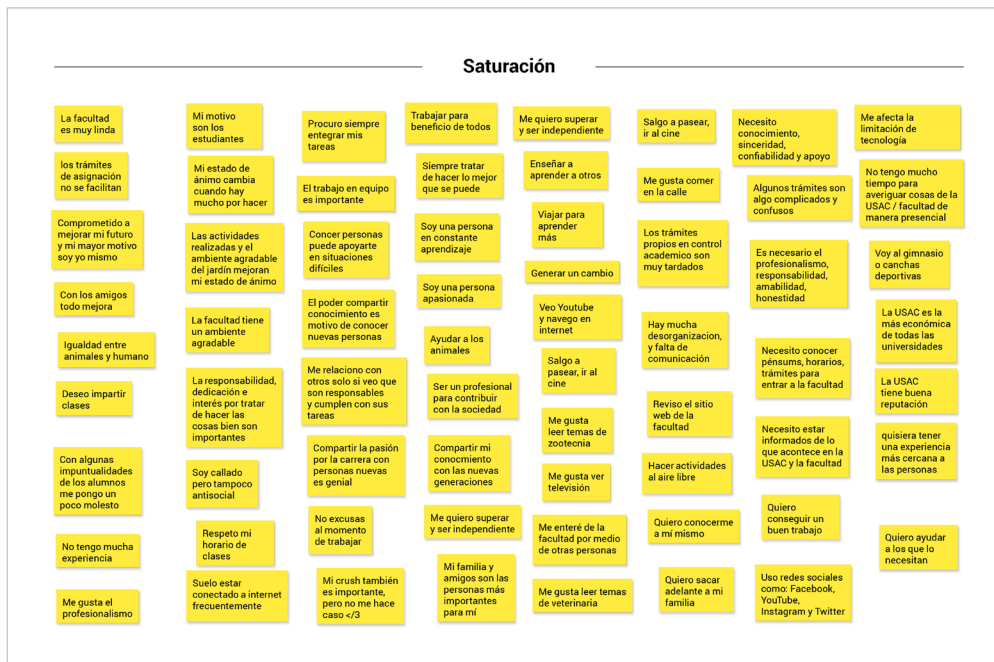 Saturación
La facultad
es muy linda
los trámites
de asignación
no se facilitan
Comprometido a
mejorar mi futuro
y mi mayor motivo
soy yo mismo
Con los amigos
todo mejora
Igualdad entre
animales y humano
Deseo impartir
clases
Con algunas
impuntualidades
de los alumnos
me pongo un
poco molesto
No tengo mucha
experiencia
Me gusta el
profesionalismo
Mi motivo
son los
estudiantes
Mi estado de
ánimo cambia
cuando hay
mucho por hacer
Las actividades
realizadas y el
ambiente agradable
del jardín mejoran
mi estado de ánimo
La facultad tiene
un ambiente
agradable
La responsabilidad,
dedicación e
interés por tratar
de hacer las
cosas bien son
importantes
Soy callado
pero tampoco
antisocial
Respeto mi
horario de
clases
Suelo estar
conectado a internet
frecuentemente
Procuro siempre
entegrar mis
tareas
El trabajo en equipo
es importante
Concer personas
puede apoyarte
en situaciones
difíciles
El poder compartir
conocimiento es
motivo de conocer
nuevas personas
Me relaciono con
otros solo si veo que
son responsables
y cumplen con sus
tareas
Compartir la pasión
por la carrera con
personas nuevas
es genial
No excusas
al momento
de trabajar
Mi crush también
es importante,
pero no me hace
caso </3
Trabajar para
beneficio de todos
Siempre tratar
de hacer lo mejor
que se puede
Soy una persona
en constante
aprendizaje
Soy una persona
apasionada
Ayudar a los
animales
Ser un profesional
para contribuir
con la sociedad
Compartir mi
conocmiento
con las nuevas
generaciones
Me quiero superar
y ser independiente
Mi familia y
amigos son las
personas más
importantes
para mí
Me quiero superar
y ser independiente
Enseñar a
aprender a otros
Viajar para
aprender
más
Generar un cambio
Veo Youtube
y navego en
internet
Salgo a
pasear, ir al
cine
Me gusta
leer temas de
zootecnia
Me gusta ver
televisión
Me enteré de la
facultad por medio
de otras personas
Me gusta leer temas
de veterinaria
Salgo a pasear,
ir al cine
Me gusta comer
en la calle
Los trámites
propios en control
academico son
muy tardados
Hay mucha
desorganizacion,
y falta de
comunicación
Reviso el sitio
web de la
facultad
Hacer actividades
al aire libre
Quiero conocerme
a mí mismo
Quiero sacar
adelante a mi
familia
Necesito
conocimiento,
sinceridad,
confiabilidad y apoyo
Algunos trámites son
algo complicados y
confusos
Es necesario el
profesionalismo,
responsabilidad,
amabilidad,
honestidad
Necesito conocer
pénsums, horarios,
trámites para
entrar a la facultad
Necesito estar
informados de lo
que acontece en la
USAC y la facultad
Quiero
conseguir un
buen trabajo
Uso redes sociales
como: Facebook,
YouTube,
Instagram y Twitter
Me afecta la
limitación de
tecnología
No tengo mucho
tiempo para
averiguar cosas de la
USAC / facultad de
manera presencial
Voy al gimnasio
o canchas
deportivas
La USAC es la
más económica
de todas las
universidades
La USAC
tiene buena
reputación
quisiera tener
una experiencia
más cercana a
las personas
Quiero ayudar
a los que lo
necesitan